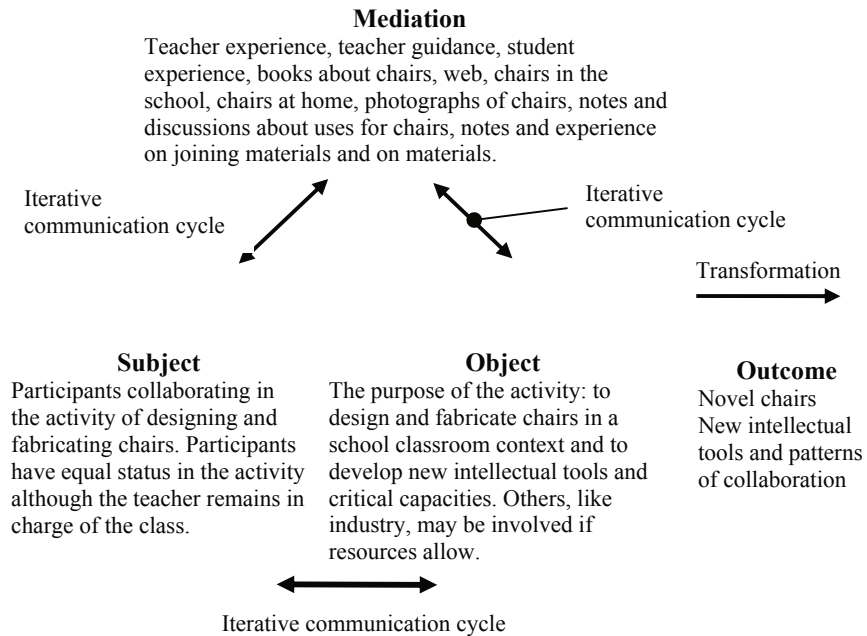 Mediation
Teacher experience, teacher guidance, student
experience, books about chairs, web, chairs in the
school, chairs at home, photographs of chairs, notes and
discussions about uses for chairs, notes and experience
on joining materials and on materials.
Iterative
communication cycle
Iterative
communication cycle
Transformation
Subject
Participants collaborating in
the activity of designing and
fabricating chairs. Participants
have equal status in the activity
although the teacher remains in
charge of the class.
Object
The purpose of the activity: to
design and fabricate chairs in a
school classroom context and to
develop new intellectual tools and
critical capacities. Others, like
industry, may be involved if
resources allow.
Outcome
Novel chairs
New intellectual
tools and patterns
of collaboration
Iterative communication cycle